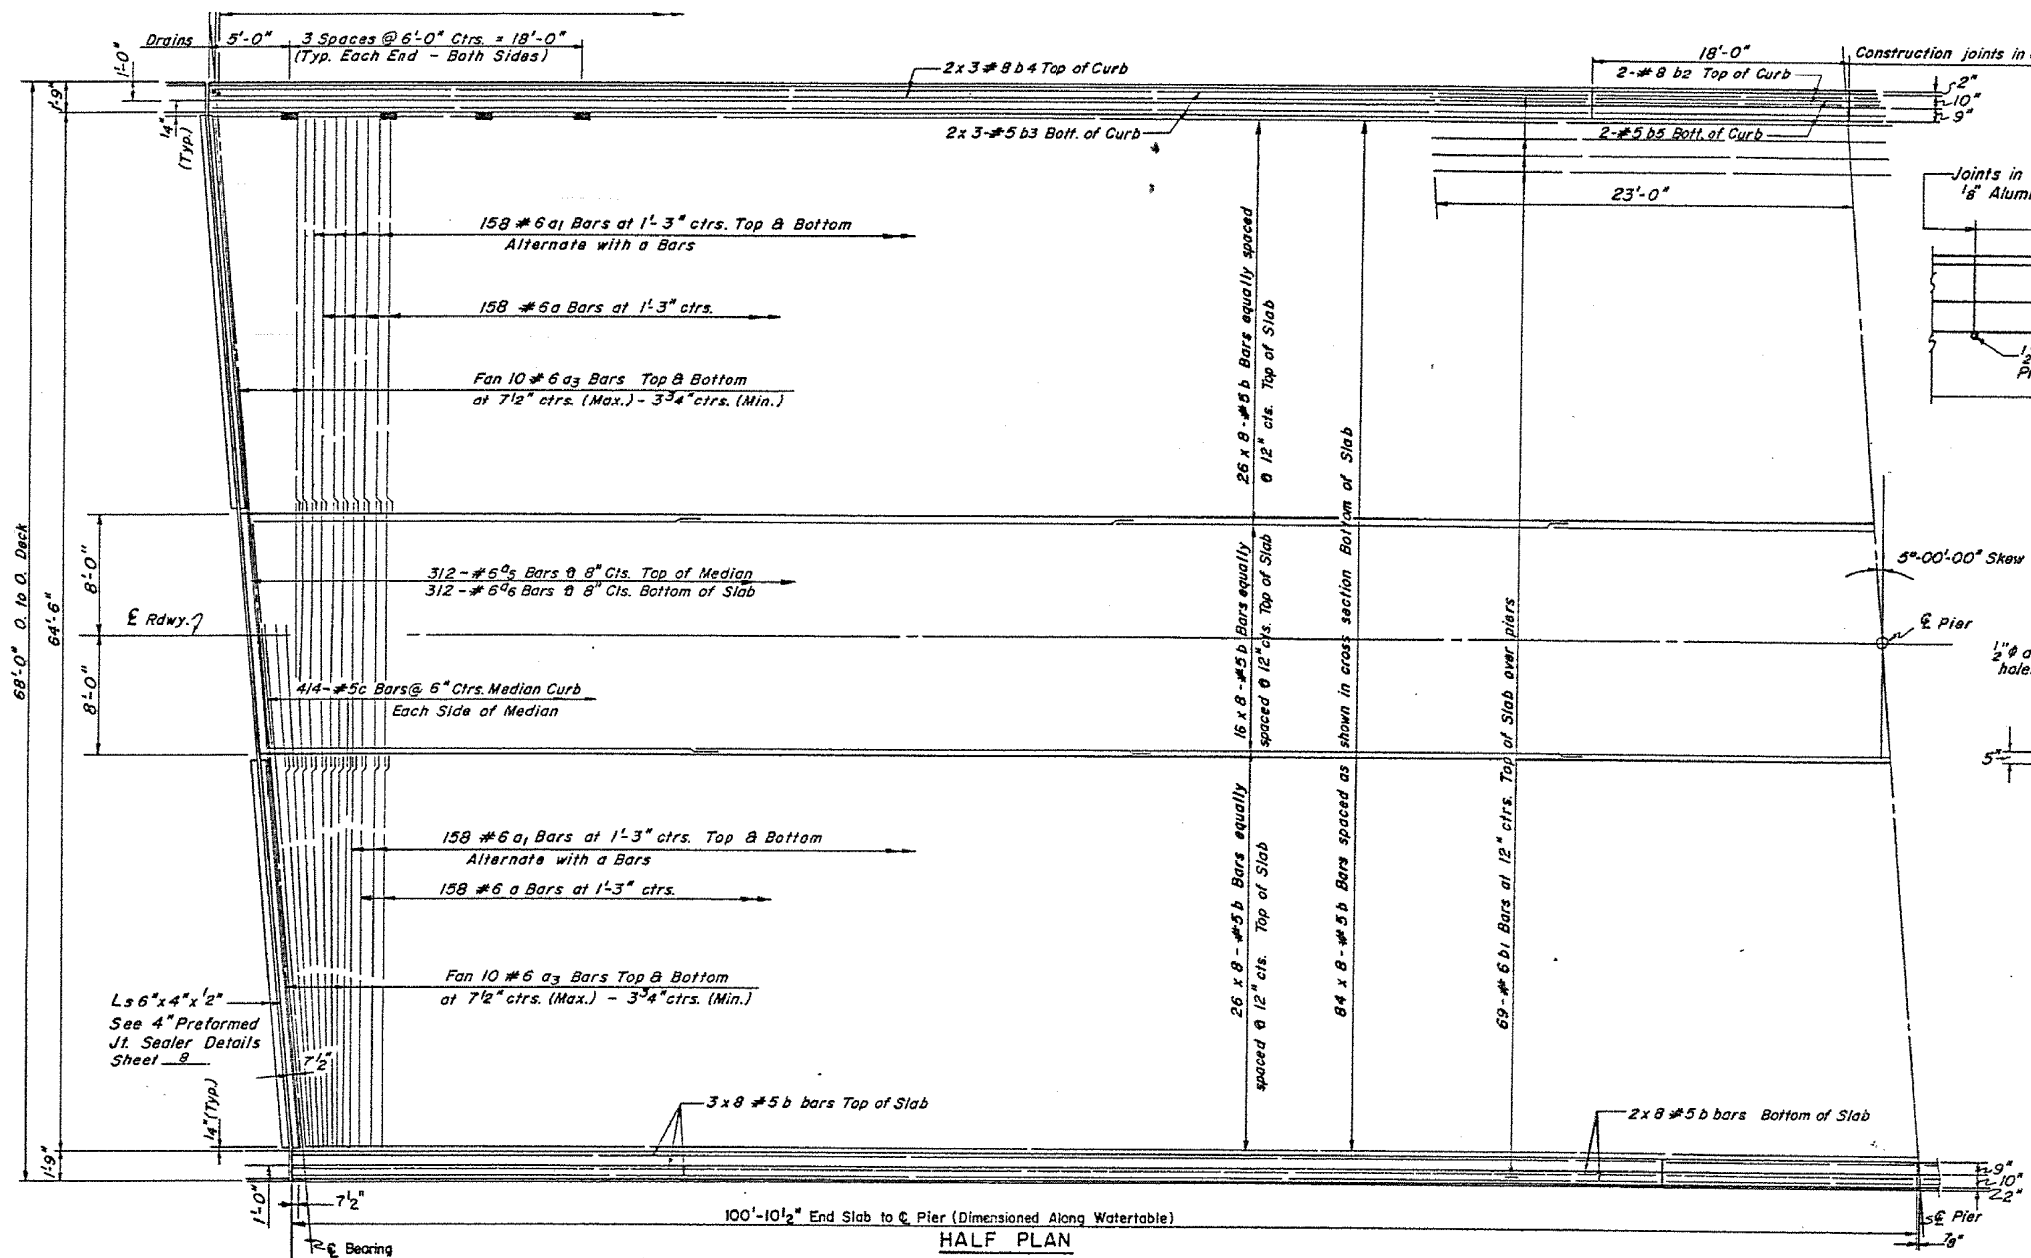 Drains 5'-0" 3 Spaces @ 6'-0" Ctrs. = 18'-0"
(Typ. Each End - Both Sides)
1'-0"
1'-9"
1/4"
(Typ.)
2 x 3 # 8 b4 Top of Curb
2 x 3-#5 b3 Bott. of Curb
18'-0"
Construction joints in
2-# 8 b2 Top of Curb
2-#5 b5 Bott. of Curb
2"
10"
9"
23'-0"
Joints in
1/8" Alum
158 # 6 a1 Bars at 1'-3" ctrs. Top & Bottom
Alternate with a Bars
158 # 6 a Bars at 1'-3" ctrs.
Fan 10 # 6 a3 Bars Top & Bottom
at 7 1/2" ctrs. (Max.) - 3 3/4" ctrs. (Min.)
26 x 8 - #5 b Bars equally spaced
@ 12" cts. Top of Slab
68'-0" O. to O. Deck
64'-6"
8'-0"
8'-0"
312 - # 6 a5 Bars @ 8" Cts. Top of Median
312 - # 6 a6 Bars @ 8" Cts. Bottom of Slab
℄ Rdwy.
16 x 8 - #5 b Bars equally
spaced @ 12" cts. Top of Slab
84 x 8 - #5 b Bars spaced as shown in cross section Bottom of Slab
69 - # 6 b1 Bars at 12" ctrs. Top of Slab over piers
5°-00'-00" Skew
℄ Pier
1/2" ϕ
hole
5"
414 - #5c Bars @ 6" Ctrs. Median Curb
Each Side of Median
158 # 6 a1 Bars at 1'-3" ctrs. Top & Bottom
Alternate with a Bars
158 # 6 a Bars at 1'-3" ctrs.
Fan 10 # 6 a3 Bars Top & Bottom
at 7 1/2" ctrs. (Max.) - 3 3/4" ctrs. (Min.)
26 x 8 - #5 b Bars equally
spaced @ 12" cts. Top of Slab
Ls 6" x 4" x 1/2"
See 4" Preformed
Jt. Sealer Details
Sheet 8
7 1/2"
1/4" (Typ.)
1'-9"
1'-0"
3 x 8 #5 b bars Top of Slab
2 x 8 #5 b bars Bottom of Slab
9"
10"
2"
7 1/2"
100'-10 1/2" End Slab to ℄ Pier (Dimensioned Along Watertable)
℄ Pier
7/8"
℄ Bearing
HALF PLAN